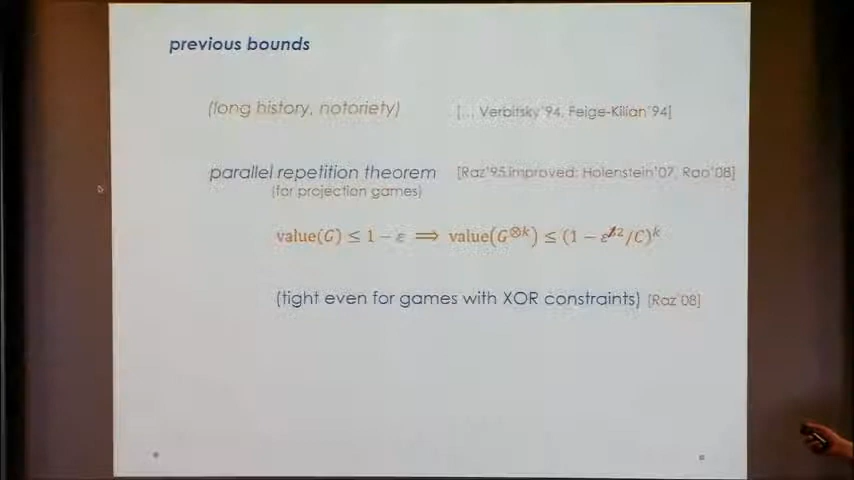 previous bounds
(long history, notoriety) [... Verbitsky'94, Feige-Kilian'94]
parallel repetition theorem [Raz'95,improved: Holenstein'07, Rao'08]
(for projection games)
value(G) ≤ 1 − ε ⟹ value(G^{⊗k}) ≤ (1 − ε^2/C)^k
(tight even for games with XOR constraints) [Raz'08]